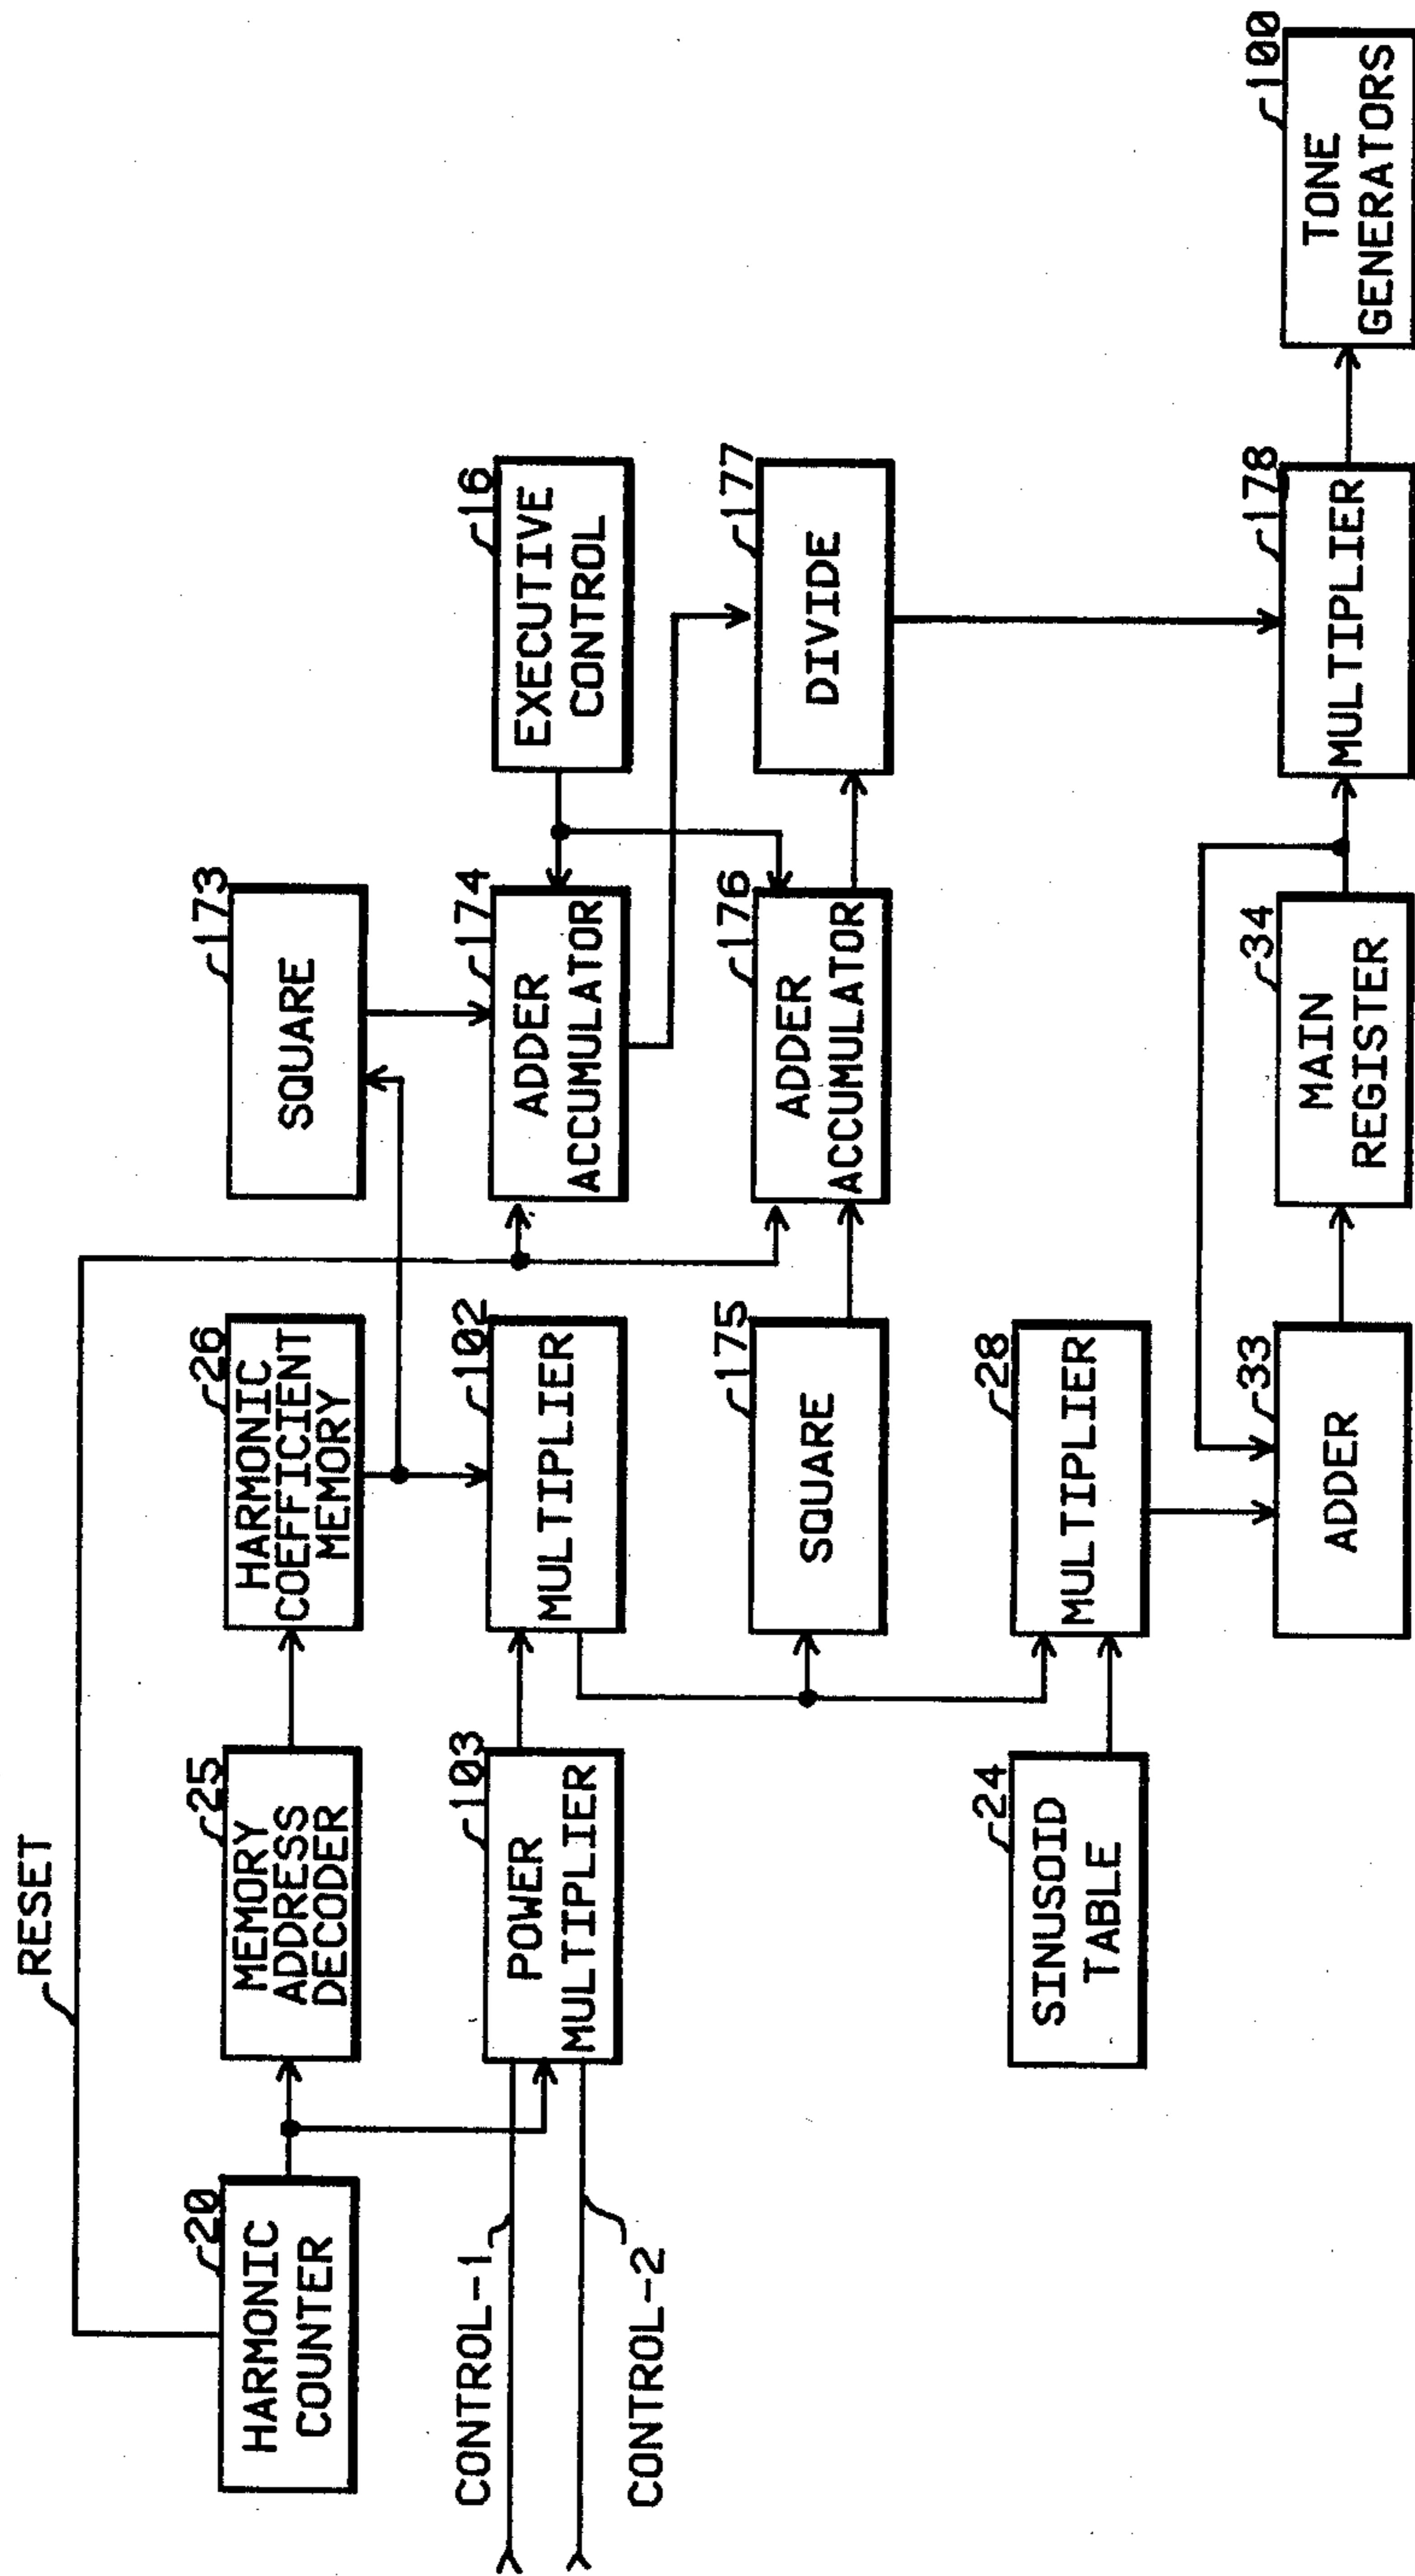 RESET
20
HARMONIC
COUNTER
25
MEMORY
ADDRESS
DECODER
26
HARMONIC
COEFFICIENT
MEMORY
173
SQUARE
CONTROL-1
CONTROL-2
103
POWER
MULTIPLIER
102
MULTIPLIER
174
ADDER
ACCUMULATOR
16
EXECUTIVE
CONTROL
175
SQUARE
176
ADDER
ACCUMULATOR
177
DIVIDE
24
SINUSOID
TABLE
28
MULTIPLIER
33
ADDER
34
MAIN
REGISTER
178
MULTIPLIER
100
TONE
GENERATORS